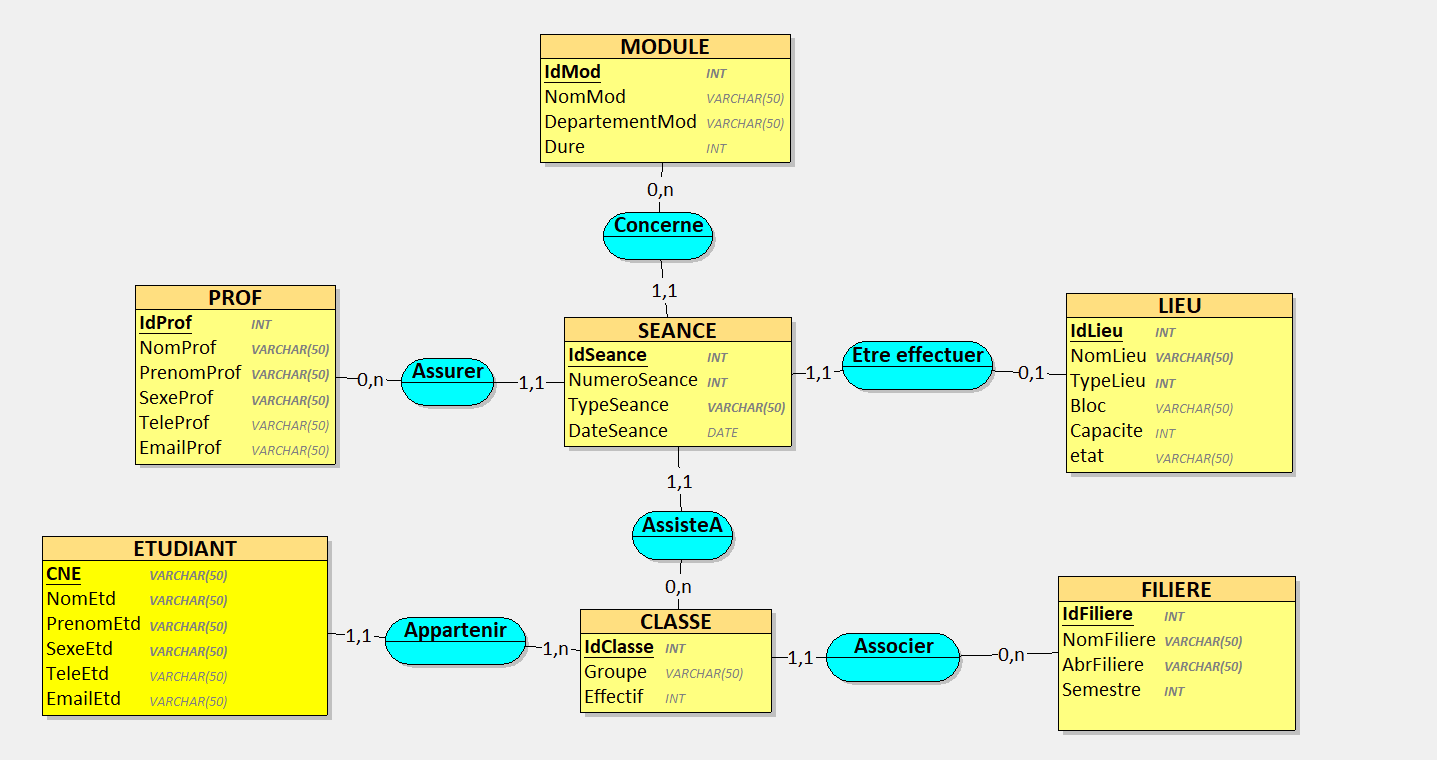 MODULE
IdMod INT
NomMod VARCHAR(50)
DepartementMod VARCHAR(50)
Dure INT
0,n
Concerne
1,1
PROF
IdProf INT
NomProf VARCHAR(50)
PrenomProf VARCHAR(50)
SexeProf VARCHAR(50)
TeleProf VARCHAR(50)
EmailProf VARCHAR(50)
0,n
Assurer
1,1
SEANCE
IdSeance INT
NumeroSeance INT
TypeSeance VARCHAR(50)
DateSeance DATE
1,1
Etre effectuer
0,1
LIEU
IdLieu INT
NomLieu VARCHAR(50)
TypeLieu INT
Bloc VARCHAR(50)
Capacite INT
etat VARCHAR(50)
1,1
AssisteA
0,n
ETUDIANT
CNE VARCHAR(50)
NomEtd VARCHAR(50)
PrenomEtd VARCHAR(50)
SexeEtd VARCHAR(50)
TeleEtd VARCHAR(50)
EmailEtd VARCHAR(50)
1,1
Appartenir
1,n
CLASSE
IdClasse INT
Groupe VARCHAR(50)
Effectif INT
1,1
Associer
0,n
FILIERE
IdFiliere INT
NomFiliere VARCHAR(50)
AbrFiliere VARCHAR(50)
Semestre INT